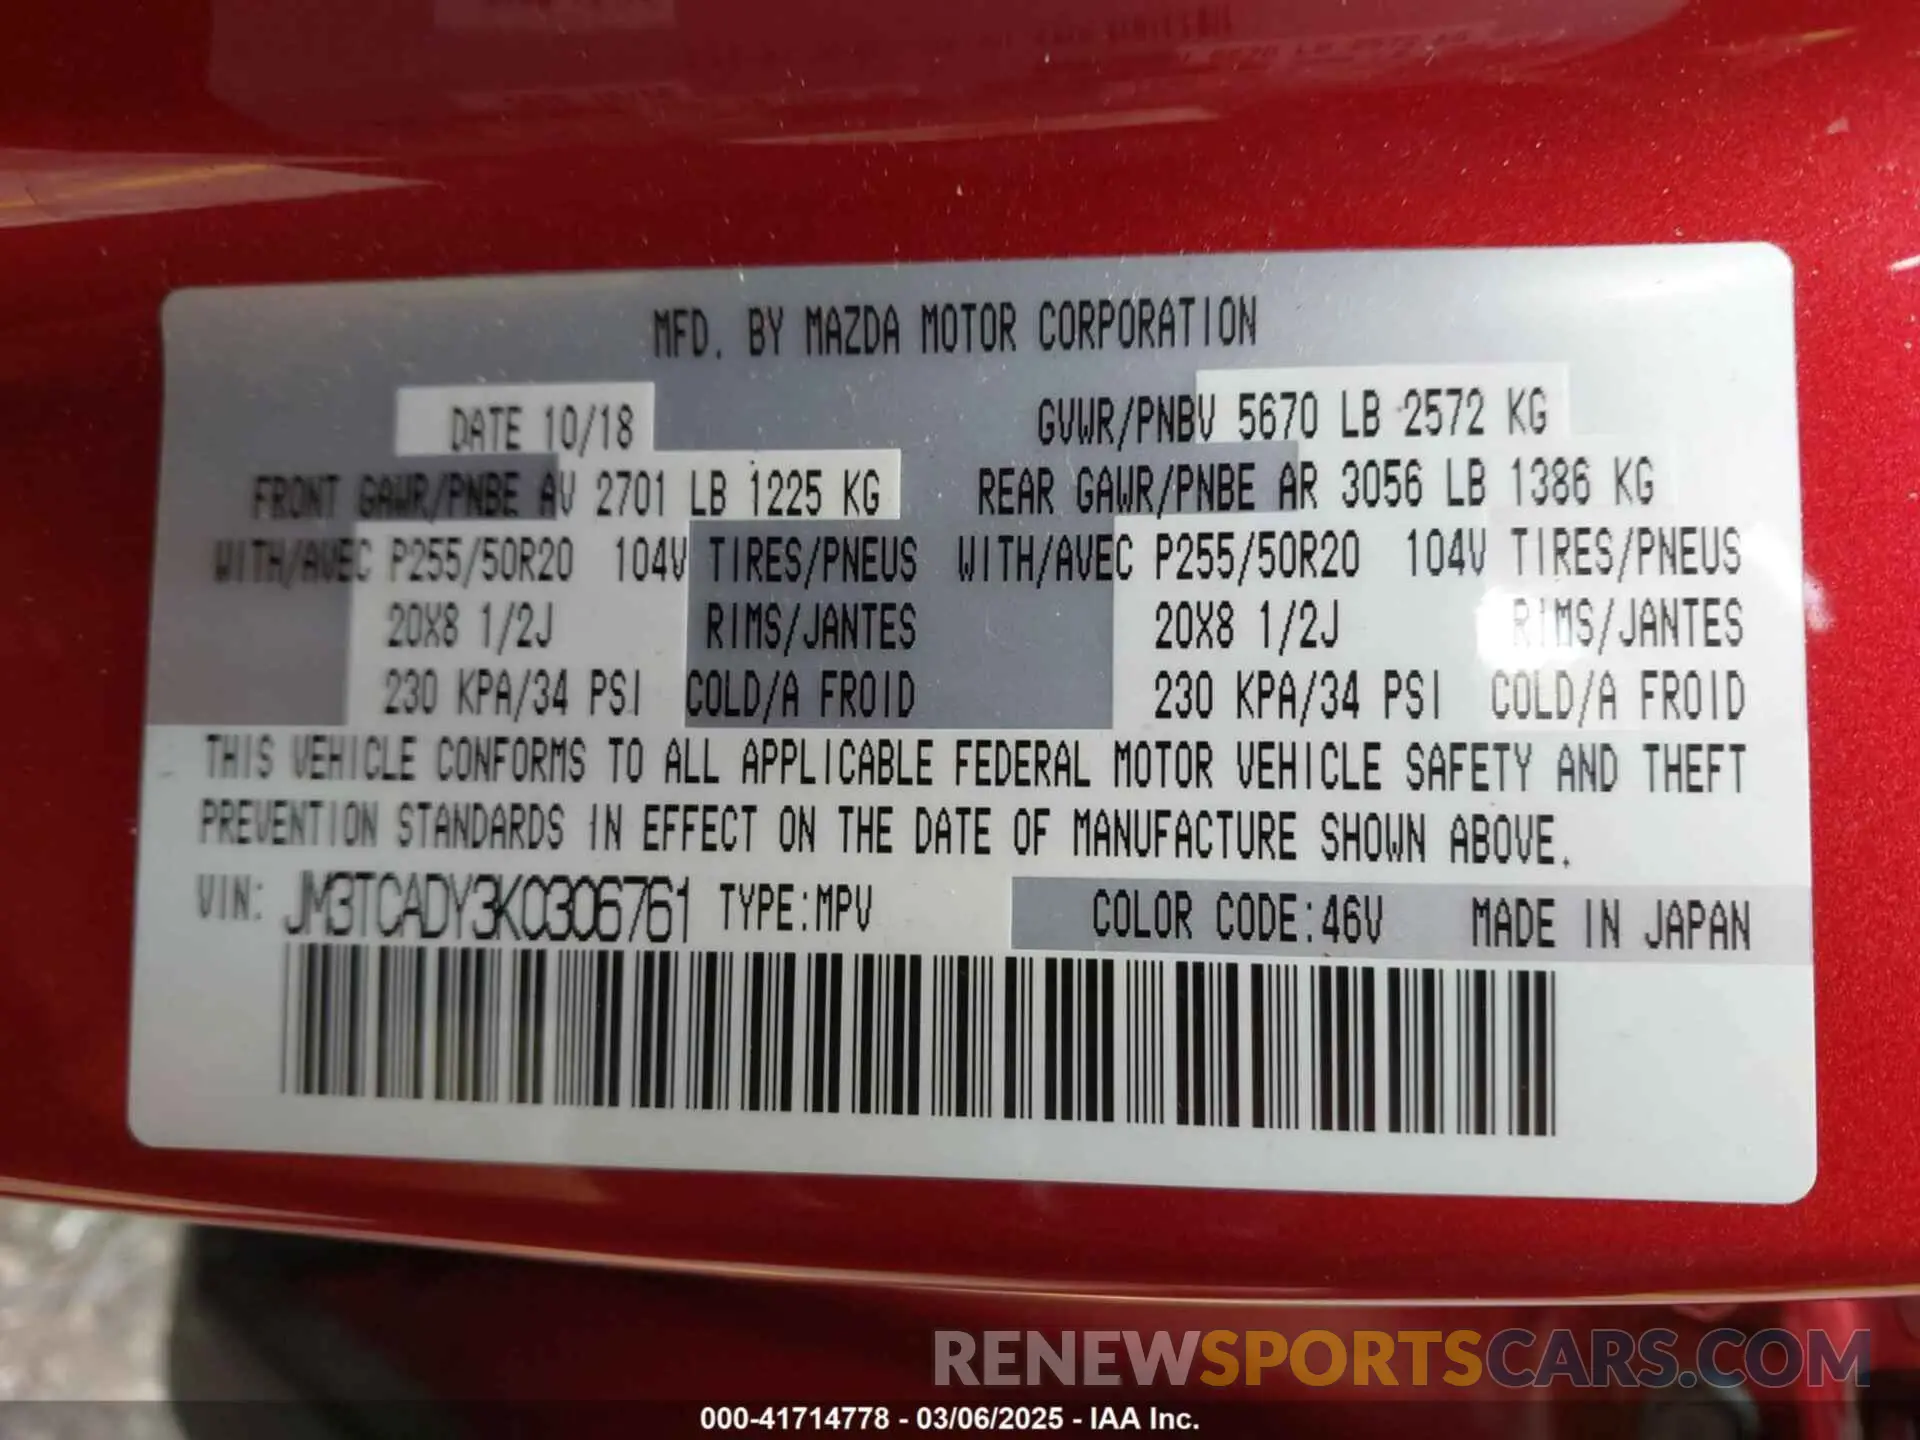 MFD. BY MAZDA MOTOR CORPORATION
DATE 10/18 GVWR/PNBV 5670 LB 2572 KG
FRONT GAWR/PNBE AV 2701 LB 1225 KG REAR GAWR/PNBE AR 3056 LB 1386 KG
WITH/AVEC P255/50R20 104V TIRES/PNEUS WITH/AVEC P255/50R20 104V TIRES/PNEUS
20X8 1/2J RIMS/JANTES 20X8 1/2J RIMS/JANTES
230 KPA/34 PSI COLD/A FROID 230 KPA/34 PSI COLD/A FROID
THIS VEHICLE CONFORMS TO ALL APPLICABLE FEDERAL MOTOR VEHICLE SAFETY AND THEFT
PREVENTION STANDARDS IN EFFECT ON THE DATE OF MANUFACTURE SHOWN ABOVE.
VIN: JM3TCADY3K0306761 TYPE:MPV COLOR CODE:46V MADE IN JAPAN
RENEWSPORTSCARS.COM
000-41714778 - 03/06/2025 - IAA Inc.